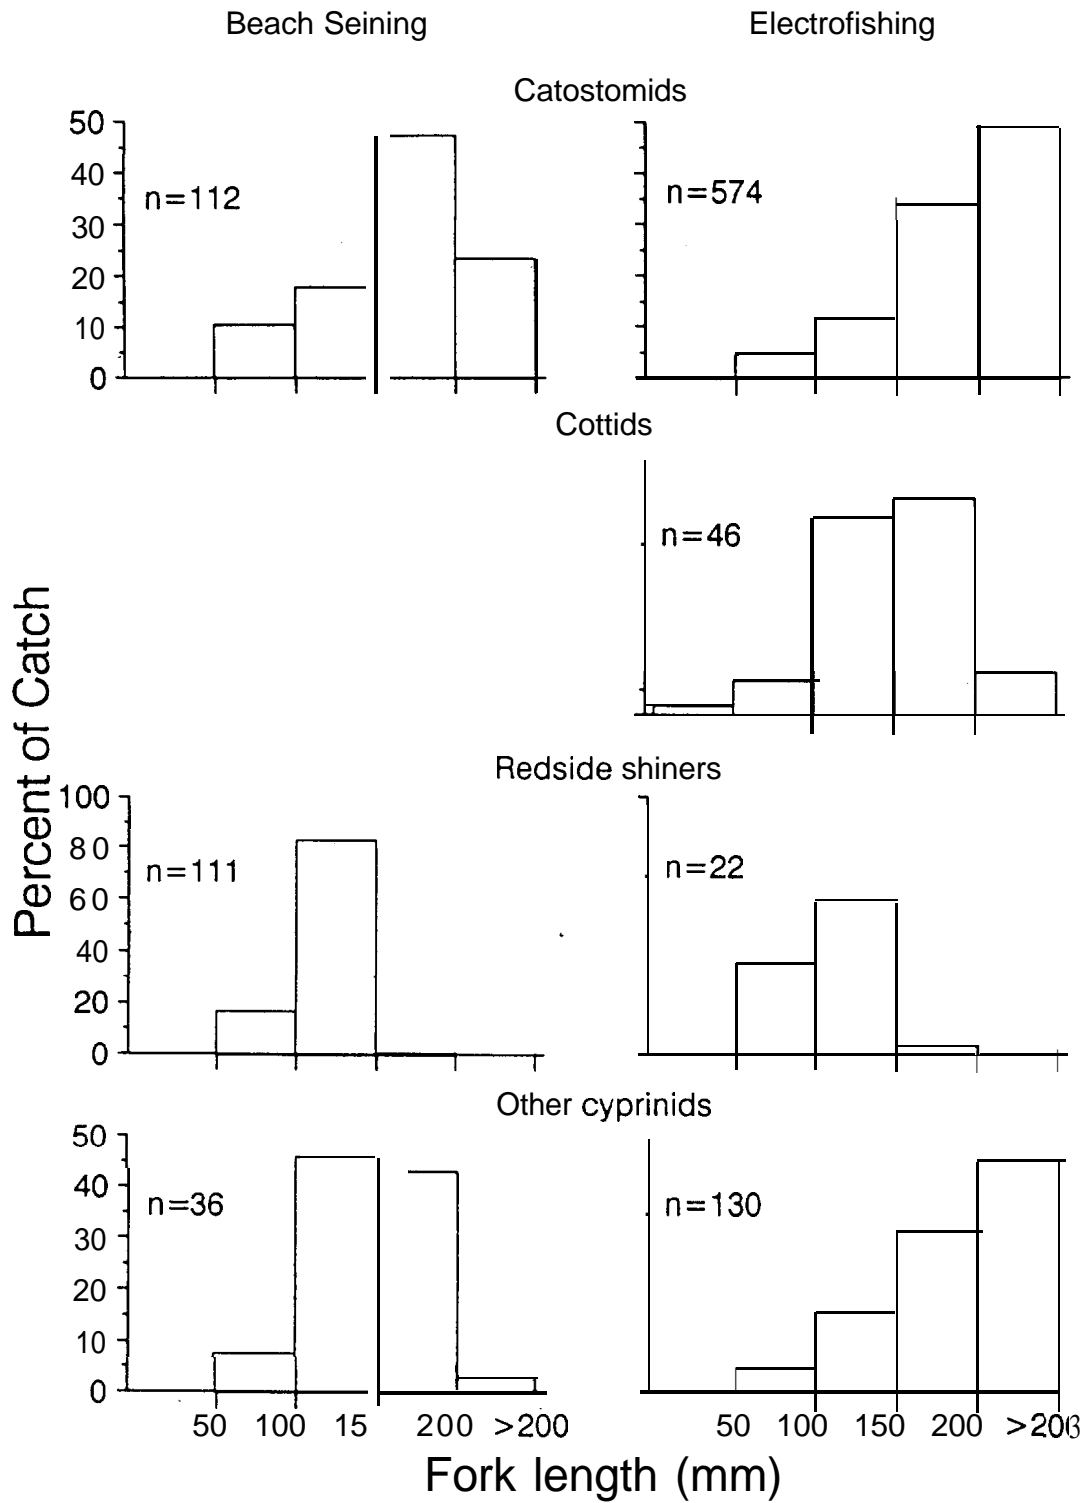 Beach Seining Electrofishing
Catostomids
50
40
30
20
10
0
n=112
n=574
Cottids
n=46
Percent of Catch
Redside shiners
100
80
60
40
20
0
n=111
n=22
Other cyprinids
50
40
30
20
10
0
n=36
n=130
50 100 15 200 >200 50 100 150 200
Fork length (mm)